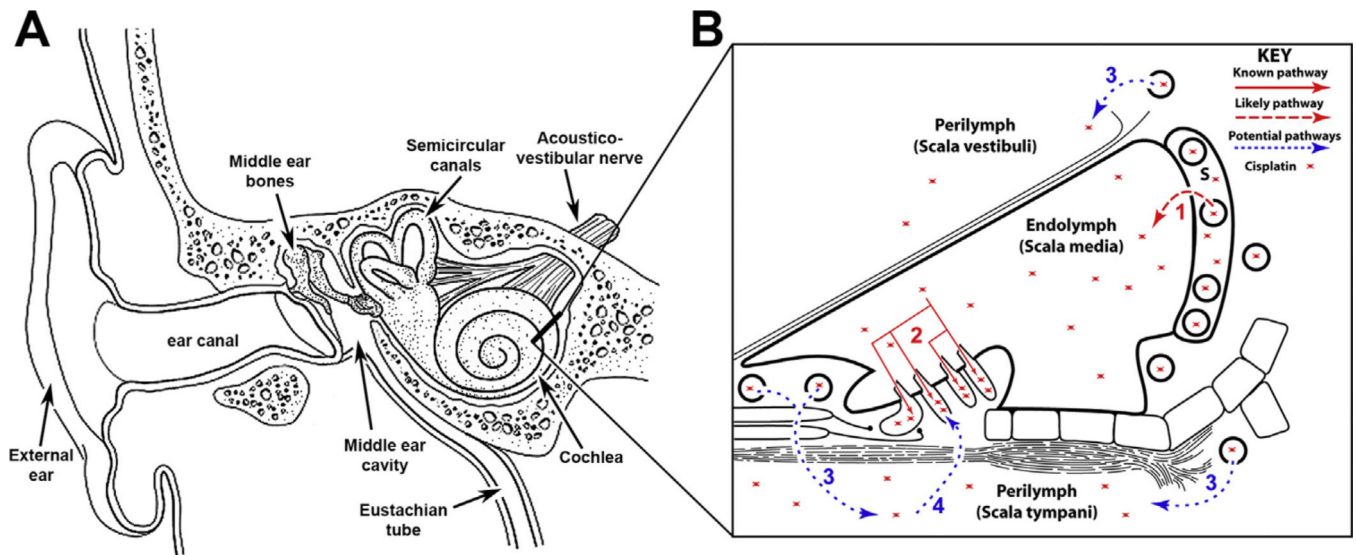 A
Middle ear
bones
Semicircular
canals
Acoustico-
vestibular nerve
ear canal
External
ear
Middle ear
cavity
Eustachian
tube
Cochlea
B
KEY
Known pathway
Likely pathway
Potential pathways
Cisplatin
3
Perilymph
(Scala vestibuli)
S
1
Endolymph
(Scala media)
2
3
4
3
Perilymph
(Scala tympani)